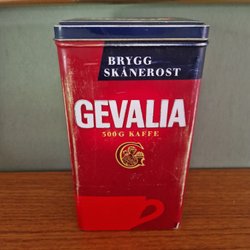 BRYGG
SKÅNEROST
GEVALIA
500G KAFFE